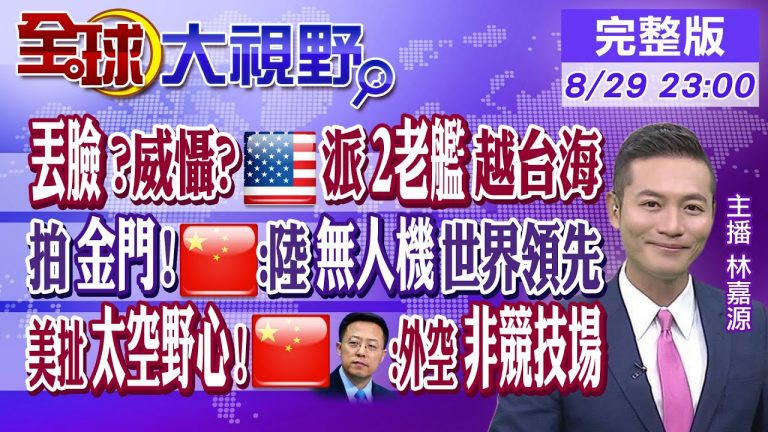 全球大視野
完整版
8/29 23:00
丟臉?威懾? 派2老艦越台海
拍金門! :陸無人機世界領先
美扯太空野心! :外空非競技場
主播 林嘉源